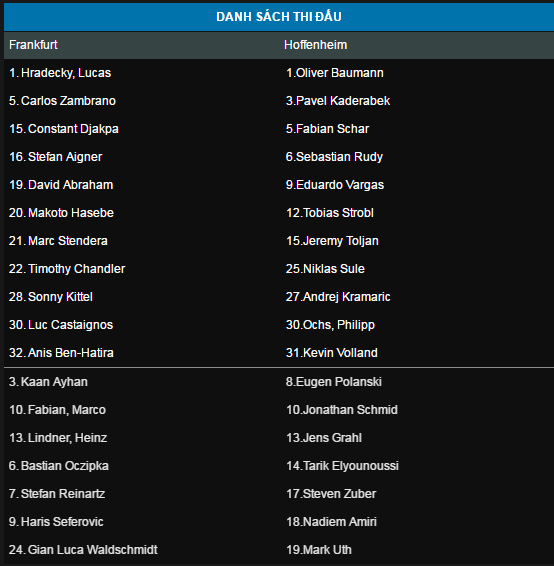 DANH SÁCH THI ĐẤU
Frankfurt Hoffenheim
1. Hradecky, Lucas 1.Oliver Baumann
5. Carlos Zambrano 3.Pavel Kaderabek
15. Constant Djakpa 5.Fabian Schar
16. Stefan Aigner 6.Sebastian Rudy
19. David Abraham 9.Eduardo Vargas
20. Makoto Hasebe 12.Tobias Strobl
21. Marc Stendera 15.Jeremy Toljan
22. Timothy Chandler 25.Niklas Sule
28. Sonny Kittel 27.Andrej Kramaric
30. Luc Castaignos 30.Ochs, Philipp
32. Anis Ben-Hatira 31.Kevin Volland
3. Kaan Ayhan 8.Eugen Polanski
10. Fabian, Marco 10.Jonathan Schmid
13. Lindner, Heinz 13.Jens Grahl
6. Bastian Oczipka 14.Tarik Elyounoussi
7. Stefan Reinartz 17.Steven Zuber
9. Haris Seferovic 18.Nadiem Amiri
24. Gian Luca Waldschmidt 19.Mark Uth